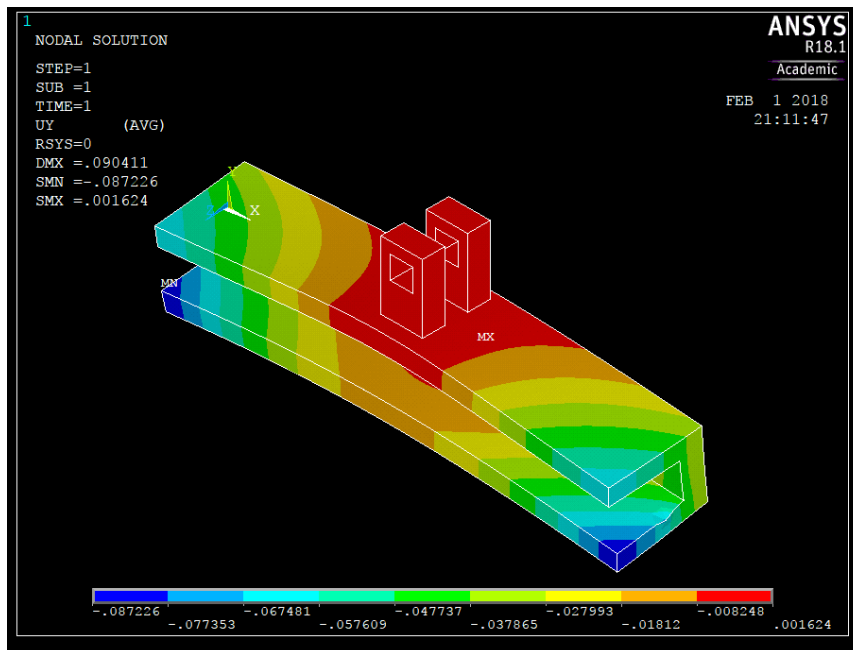 1
NODAL SOLUTION
STEP=1
SUB =1
TIME=1
UY (AVG)
RSYS=0
DMX =.090411
SMN =-.087226
SMX =.001624
ANSYS
R18.1
Academic
FEB 1 2018
21:11:47
Y
X
Z
MN
MX
-.087226 -.067481 -.047737 -.027993 -.008248
-.077353 -.057609 -.037865 -.01812 .001624